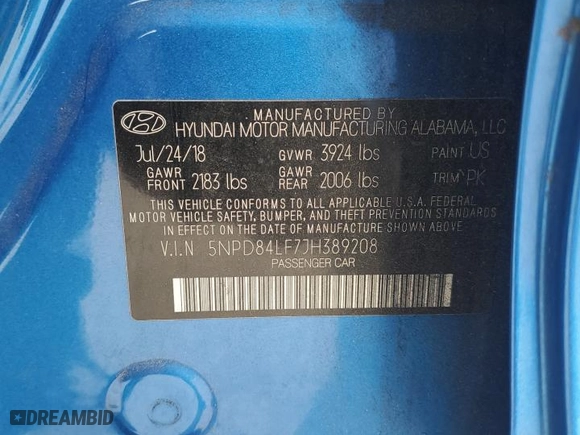 MANUFACTURED BY
HYUNDAI MOTOR MANUFACTURING ALABAMA, LLC
Jul/24/18 GVWR 3924 lbs PAINT US
GAWR FRONT 2183 lbs GAWR REAR 2006 lbs TRIM PK
THIS VEHICLE CONFORMS TO ALL APPLICABLE U.S.A. FEDERAL
MOTOR VEHICLE SAFETY, BUMPER, AND THEFT PREVENTION STANDARDS
IN EFFECT ON THE DATE OF MANUFACTURE SHOWN ABOVE.
V.I.N 5NPD84LF7JH389208
PASSENGER CAR
DREAMBID